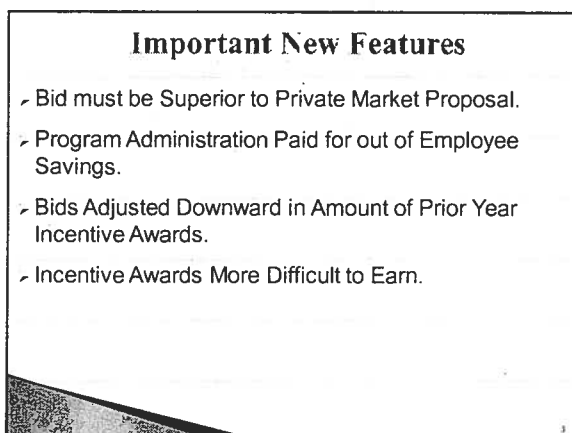 Important New Features
Bid must be Superior to Private Market Proposal.
Program Administration Paid for out of Employee
Savings.
Bids Adjusted Downward in Amount of Prior Year
Incentive Awards.
Incentive Awards More Difficult to Earn.